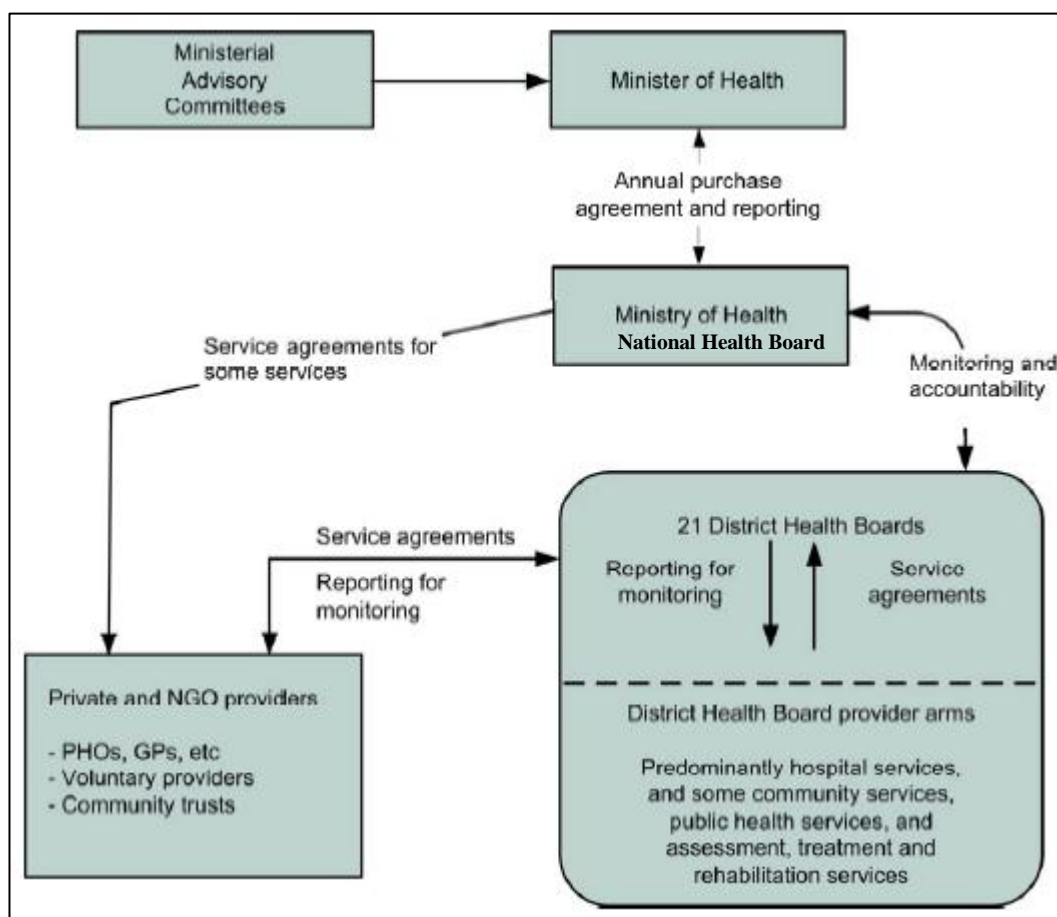 Ministerial
Advisory
Committees
Minister of Health
Annual purchase
agreement and reporting
Ministry of Health
National Health Board
Service agreements for
some services
Monitoring and
accountability
21 District Health Boards
Reporting for
monitoring
Service
agreements
Service agreements
Reporting for
monitoring
Private and NGO providers
- PHOs, GPs, etc
- Voluntary providers
- Community trusts
District Health Board provider arms
Predominantly hospital services,
and some community services,
public health services, and
assessment, treatment and
rehabilitation services